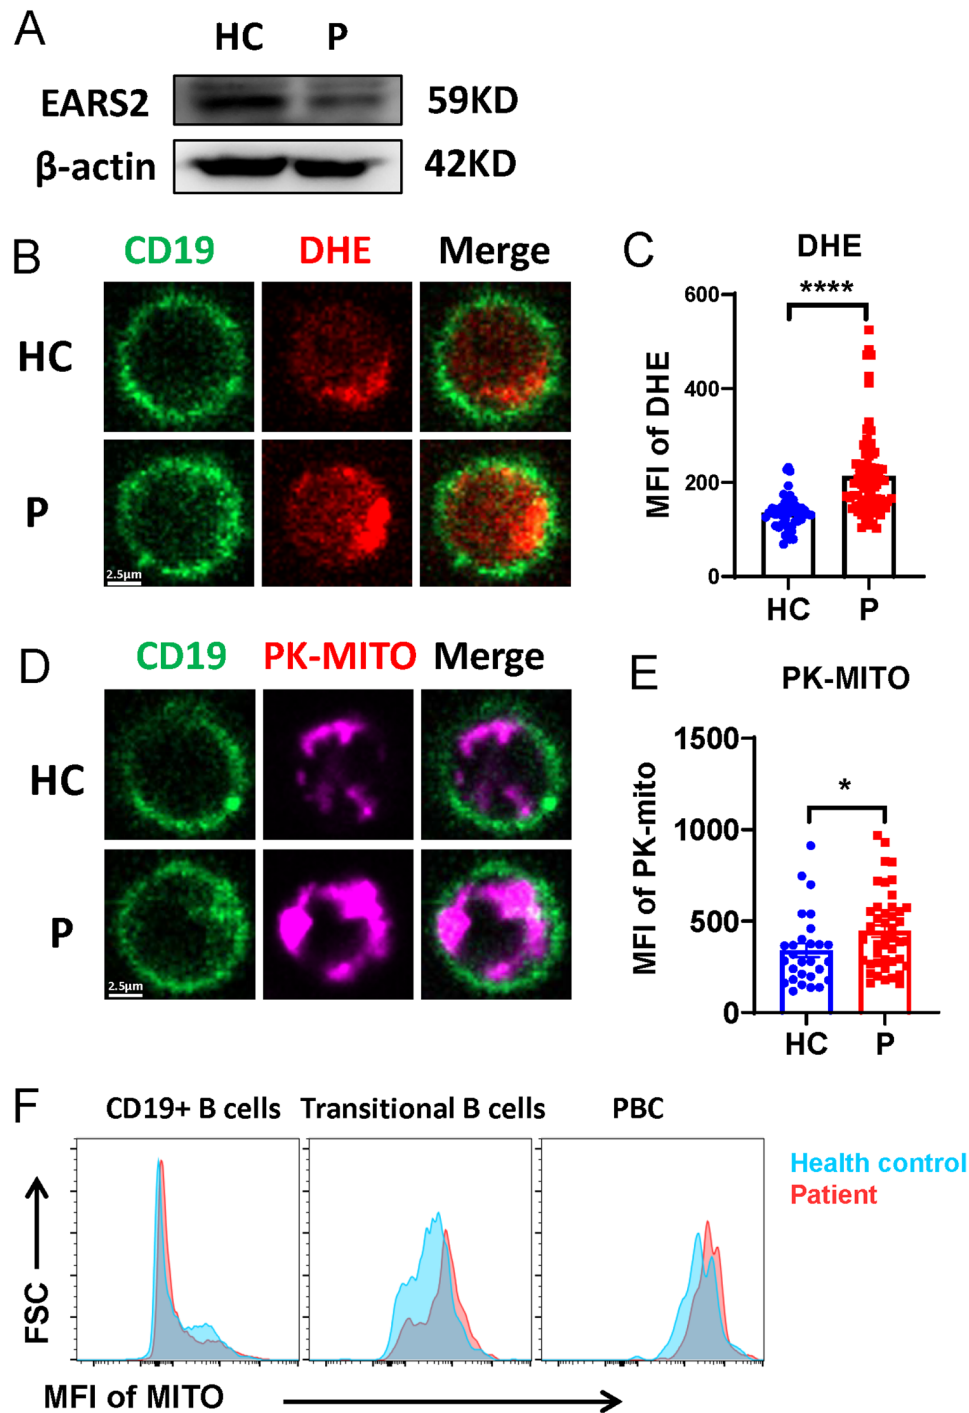 A
HC P
EARS2 59KD
β-actin 42KD
B CD19 DHE Merge
HC
P
2.5μm
C DHE
****
600
400
200
0
MFI of DHE
HC P
D CD19 PK-MITO Merge
HC
P
2.5μm
E PK-MITO
*
1500
1000
500
0
MFI of PK-mito
HC P
F CD19+ B cells Transitional B cells PBC
Health control
Patient
FSC
MFI of MITO